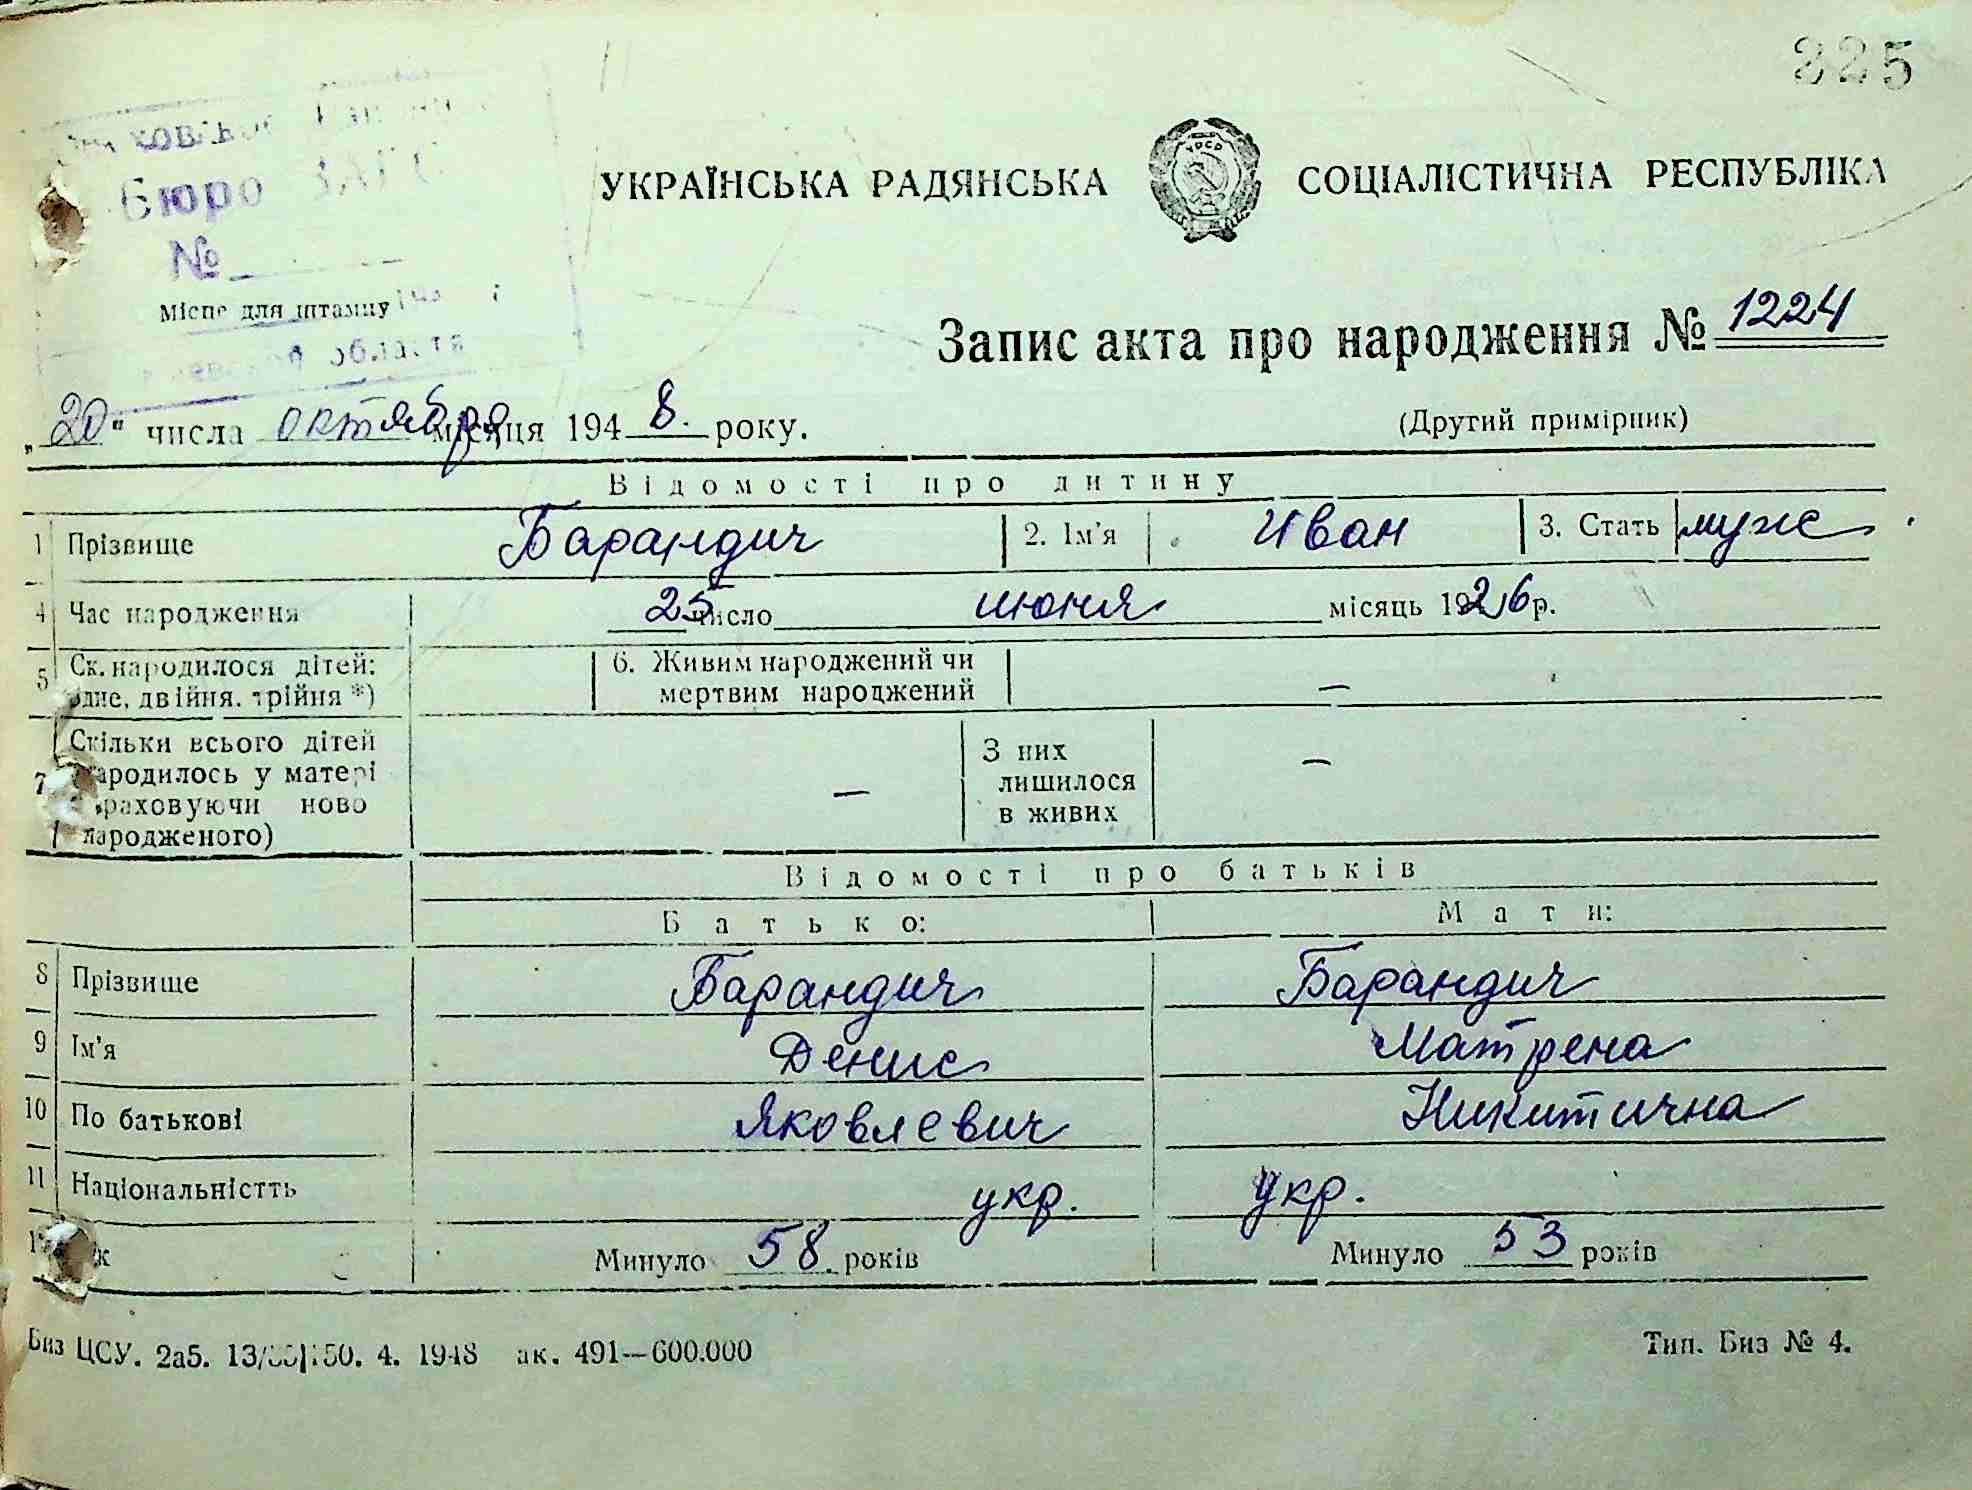 225
Бюро ЗАГС
№
УКРАЇНСЬКА РАДЯНСЬКА СОЦІАЛІСТИЧНА РЕСПУБЛІКА
УРСР
Місце для штампу
области
Запис акта про народження № 1224
„20" числа октября місяця 1948. року.
(Другий примірник)
Відомості про дитину
1 Прізвище Барандич 2. Ім'я Иван 3. Стать муж
4 Час народження 25 число июня місяць 1926 р.
5 Ск. народилося дітей: 6. Живим народжений чи
одне, двійня, трійня *) мертвим народжений —
7 Скільки всього дітей народилось у матері враховуючи ново народженого) — З них лишилося в живих —
Відомості про батьків
Батько: Мати:
8 Прізвище Барандич Барандич
9 Ім'я Денис Матрена
10 По батькові Яковлевич Никитична
11 Національністть укр. укр.
Минуло 58. років Минуло 53 років
Биз ЦСУ. 2а5. 4. 1948 ак. 491—600.000
Тип. Биз № 4.